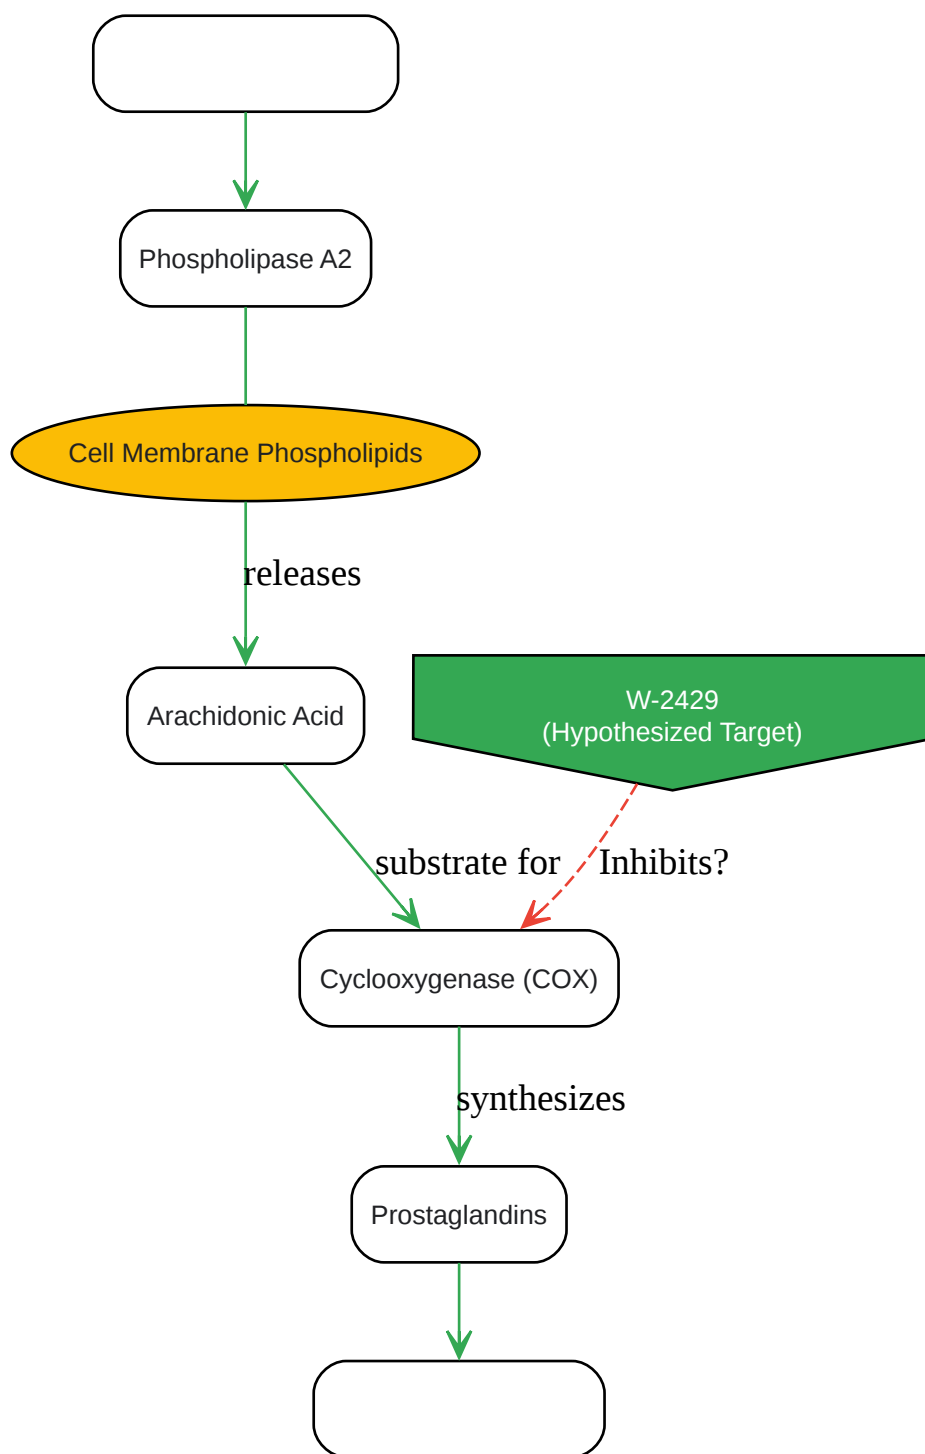 Phospholipase A2
Cell Membrane Phospholipids
releases
Arachidonic Acid
W-2429
(Hypothesized Target)
substrate for
Inhibits?
Cyclooxygenase (COX)
synthesizes
Prostaglandins